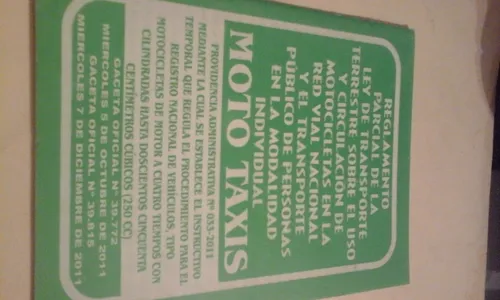 REGLAMENTO
PARCIAL DE LA
LEY DE TRANSPORTE
TERRESTRE SOBRE EL USO
Y CIRCULACIÓN DE
MOTOCICLETAS EN LA
RED VIAL NACIONAL
Y EL TRANSPORTE
PÚBLICO DE PERSONAS
EN LA MODALIDAD
INDIVIDUAL
MOTO TAXIS
PROVIDENCIA ADMINISTRATIVA Nº 033-2011
MEDIANTE LA CUAL SE ESTABLECE EL INSTRUCTIVO
TEMPORAL QUE REGULA EL PROCEDIMIENTO PARA EL
REGISTRO NACIONAL DE VEHÍCULOS, TIPO
MOTOCICLETAS DE MOTOR A CUATRO TIEMPOS CON
CILINDRADAS HASTA DOSCIENTOS CINCUENTA
CENTÍMETROS CÚBICOS (250 CC)
GACETA OFICIAL Nº 39.772
MIERCOLES 5 DE OCTUBRE DE 2011
GACETA OFICIAL Nº 39.815
MIERCOLES 7 DE DICIEMBRE DE 2011